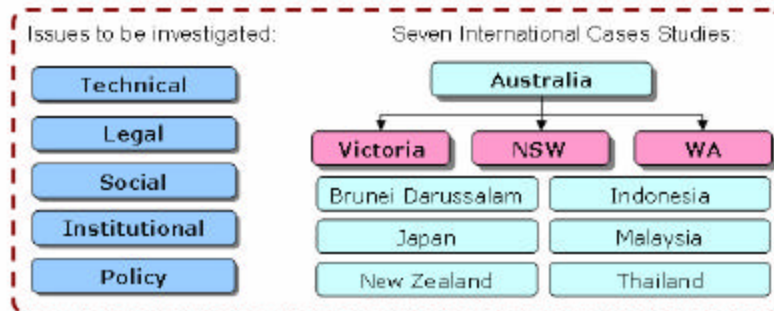 Issues to be investigated:
Technical
Legal
Social
Institutional
Policy
Seven International Cases Studies:
Australia
Victoria NSW WA
Brunei Darussalam Indonesia
Japan Malaysia
New Zealand Thailand